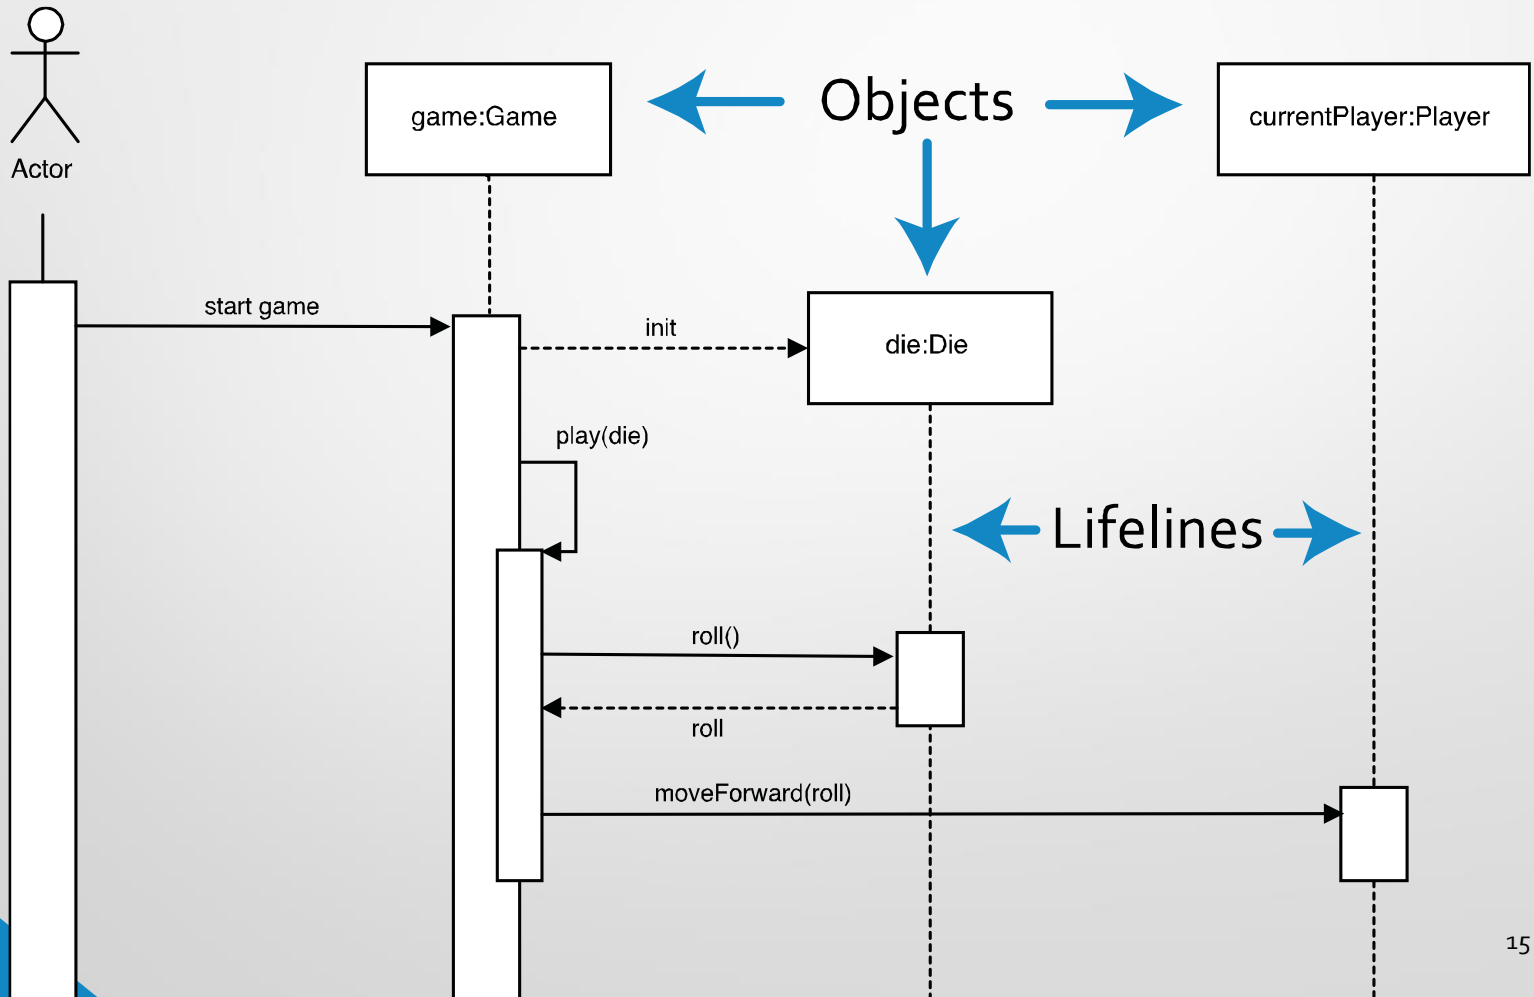 game:Game
Objects
currentPlayer:Player
Actor
start game
init
die:Die
play(die)
Lifelines
roll()
roll
moveForward(roll)
15